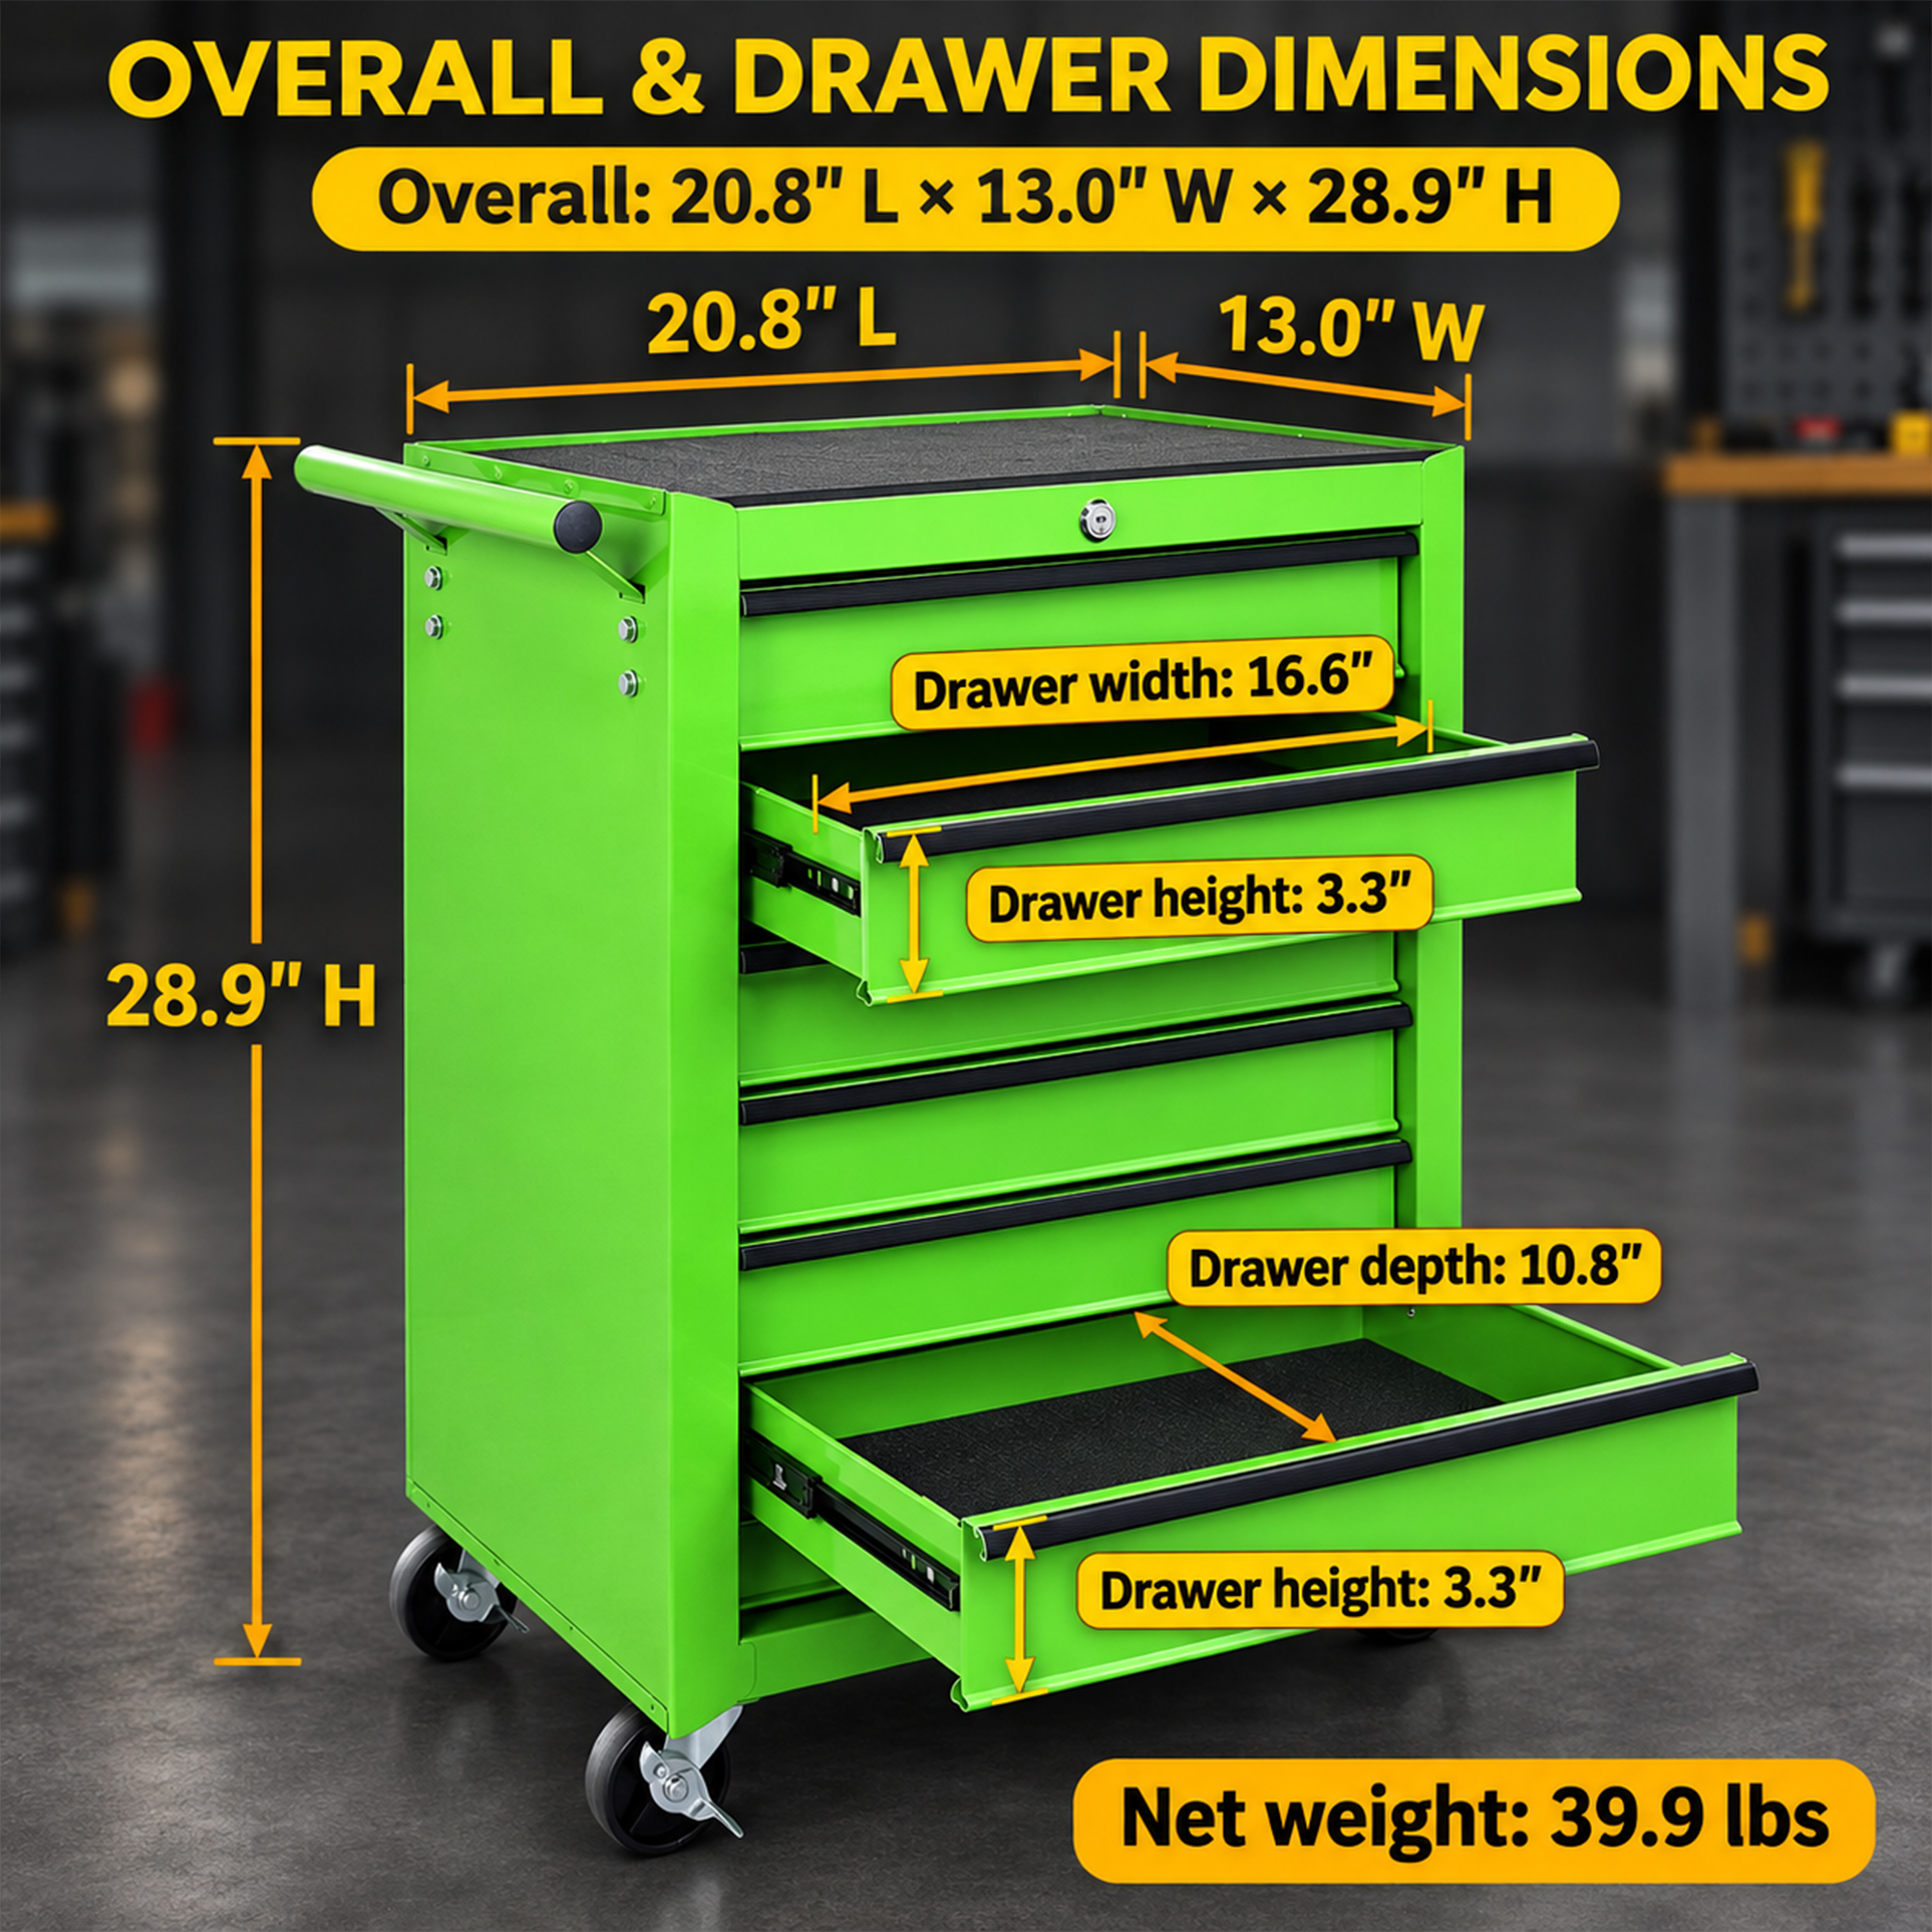 OVERALL & DRAWER DIMENSIONS
Overall: 20.8" L × 13.0" W × 28.9" H
20.8" L
13.0" W
Drawer width: 16.6"
Drawer height: 3.3"
28.9" H
Drawer depth: 10.8"
Drawer height: 3.3"
Net weight: 39.9 lbs